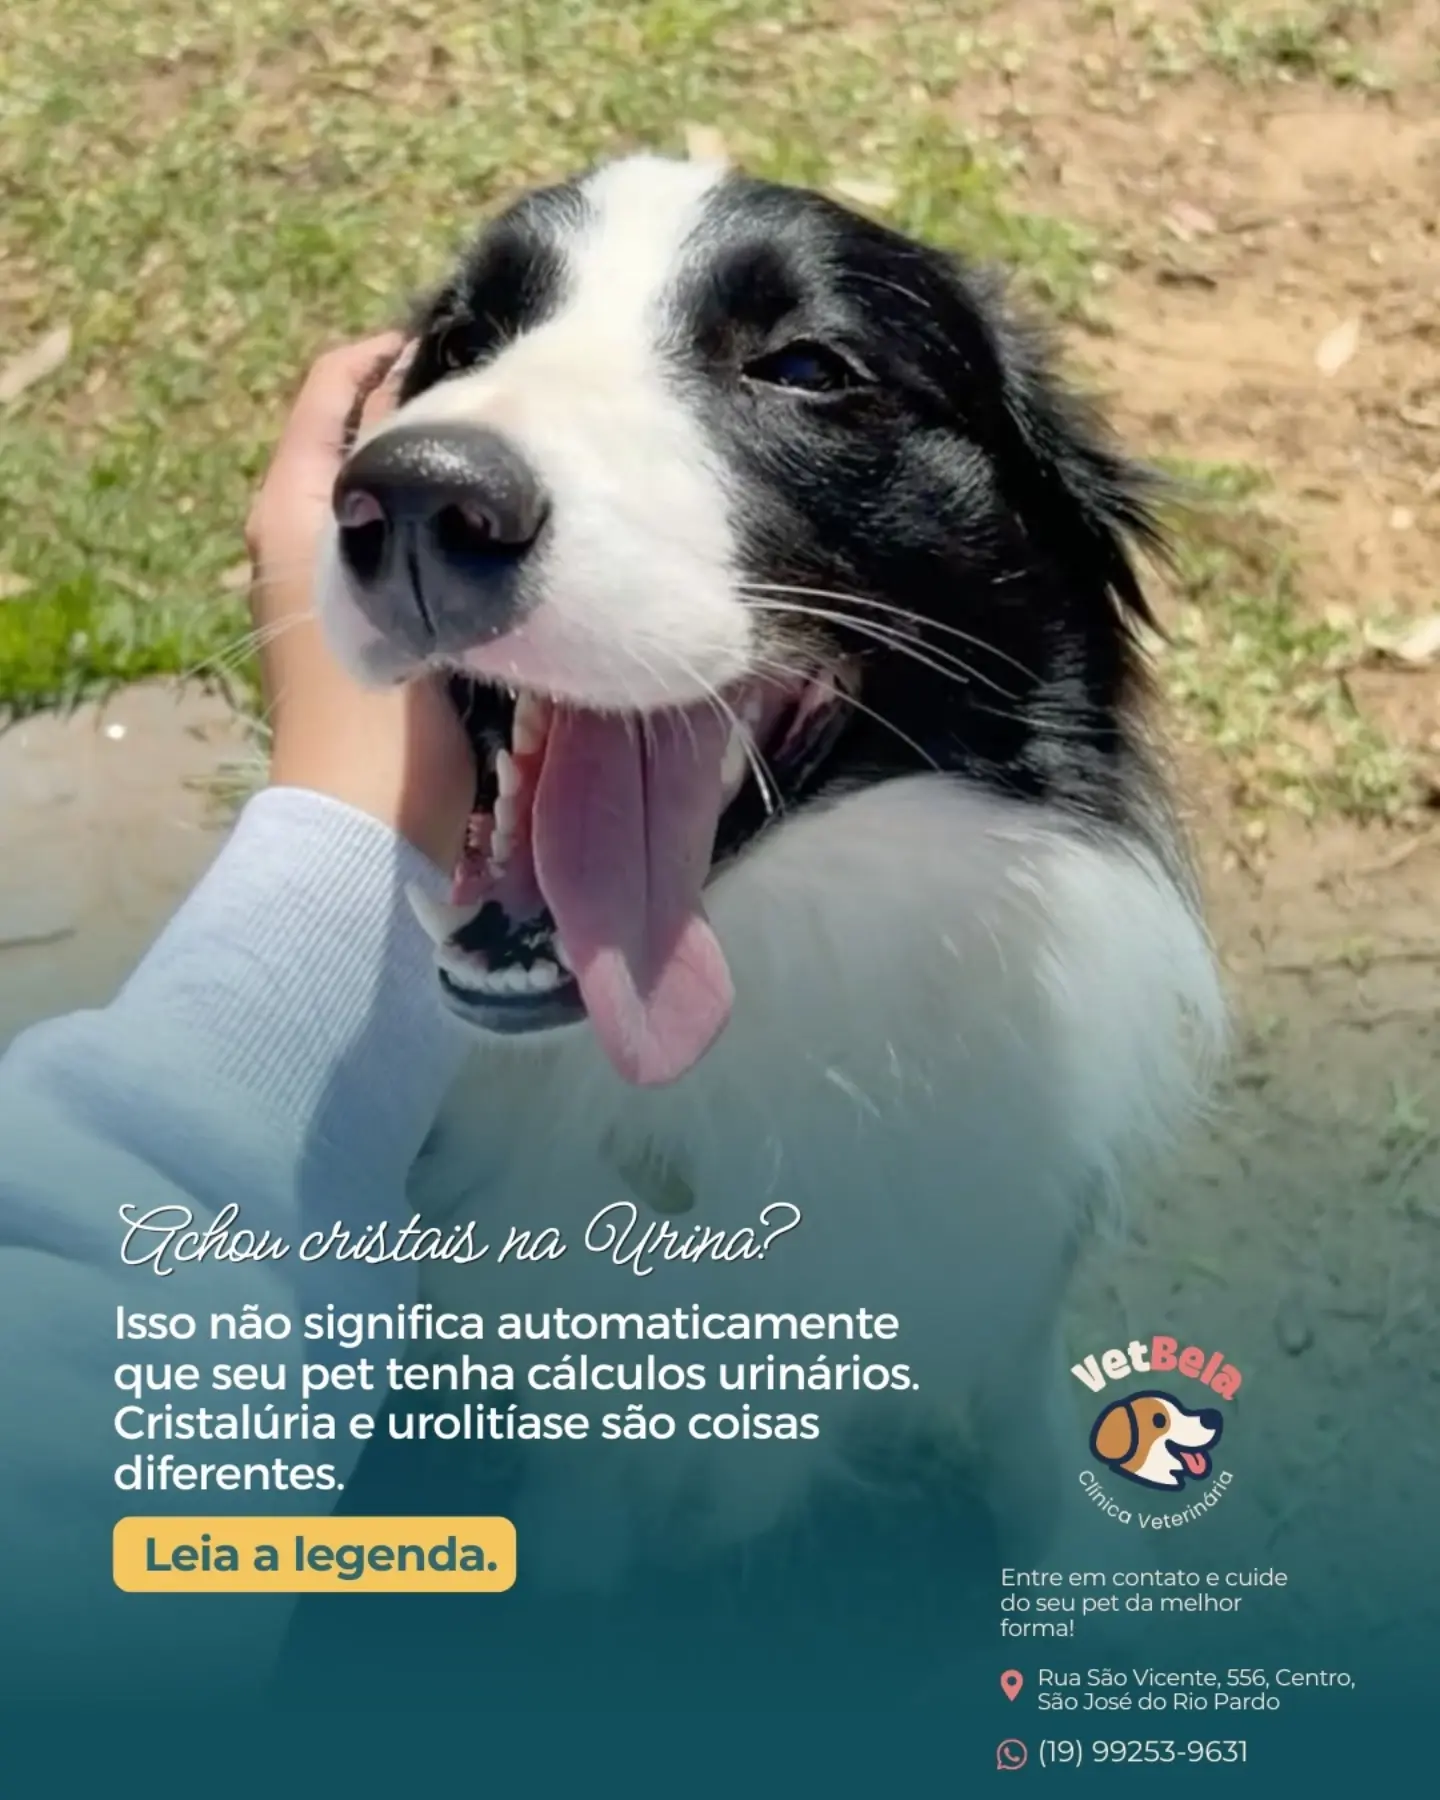 Achou cristais na Urina?
Isso não significa automaticamente
que seu pet tenha cálculos urinários.
Cristalúria e urolitíase são coisas
diferentes.
Leia a legenda.
VetBela
Clínica Veterinária
Entre em contato e cuide
do seu pet da melhor
forma!
Rua São Vicente, 556, Centro,
São José do Rio Pardo
(19) 99253-9631